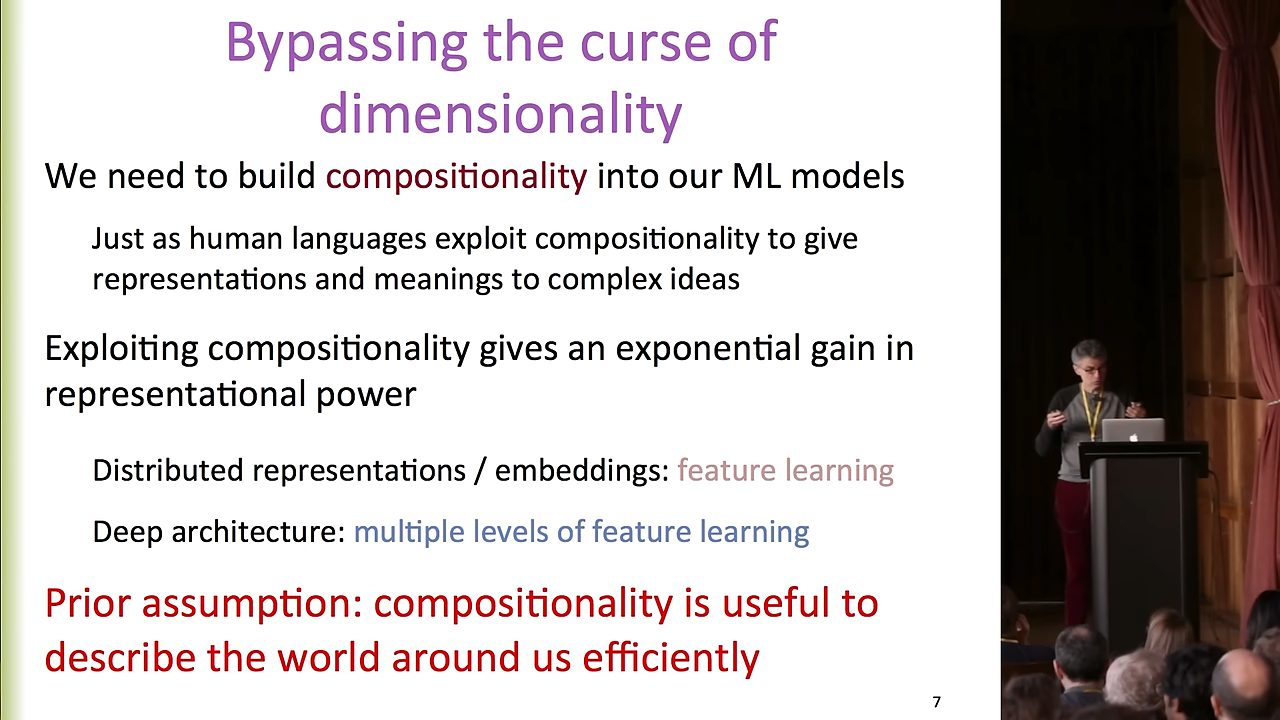 Bypassing the curse of
dimensionality
We need to build compositionality into our ML models
Just as human languages exploit compositionality to give
representations and meanings to complex ideas
Exploiting compositionality gives an exponential gain in
representational power
Distributed representations / embeddings: feature learning
Deep architecture: multiple levels of feature learning
Prior assumption: compositionality is useful to
describe the world around us efficiently
7